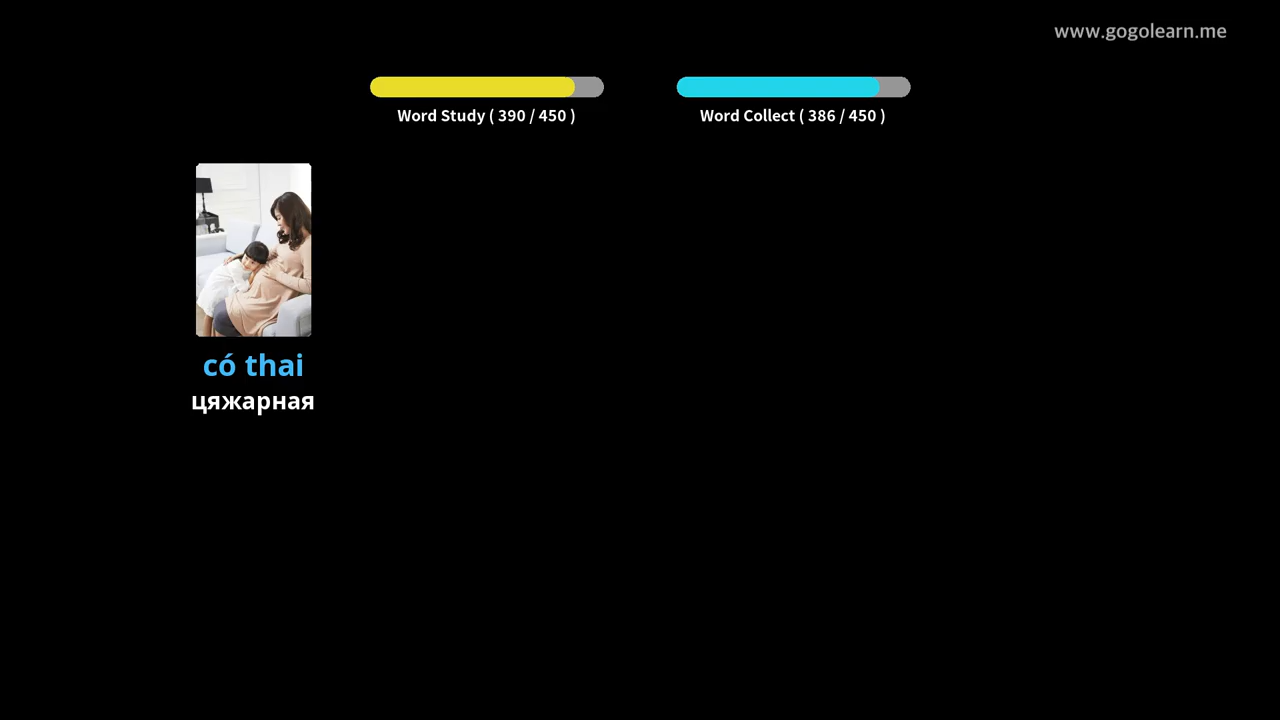 www.gogolearn.me
Word Study ( 390 / 450 )
Word Collect ( 386 / 450 )
có thai
цяжарная